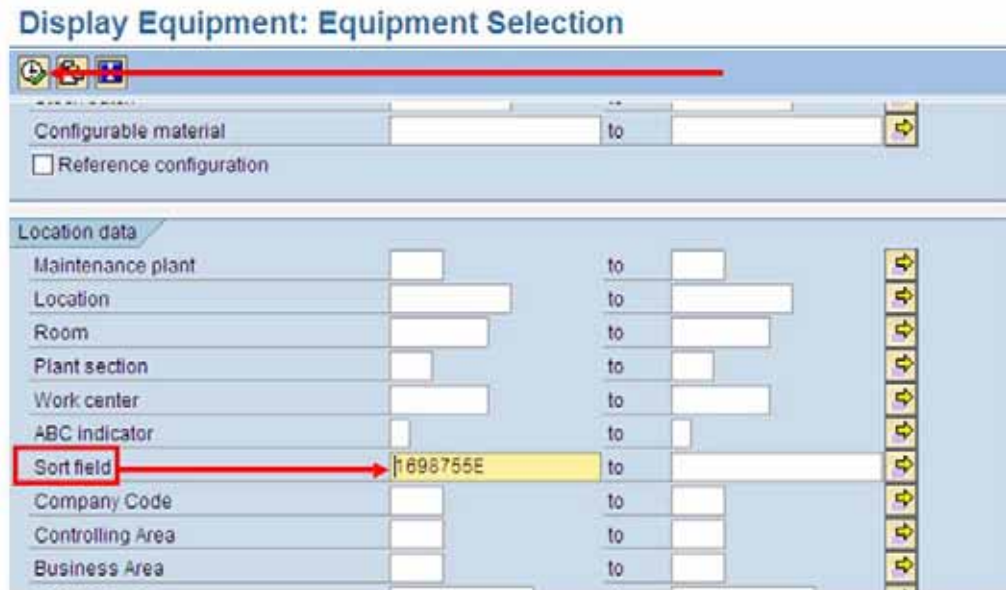 Display Equipment: Equipment Selection
Configurable material to
Reference configuration
Location data
Maintenance plant to
Location to
Room to
Plant section to
Work center to
ABC indicator to
Sort field 1698755E to
Company Code to
Controlling Area to
Business Area to